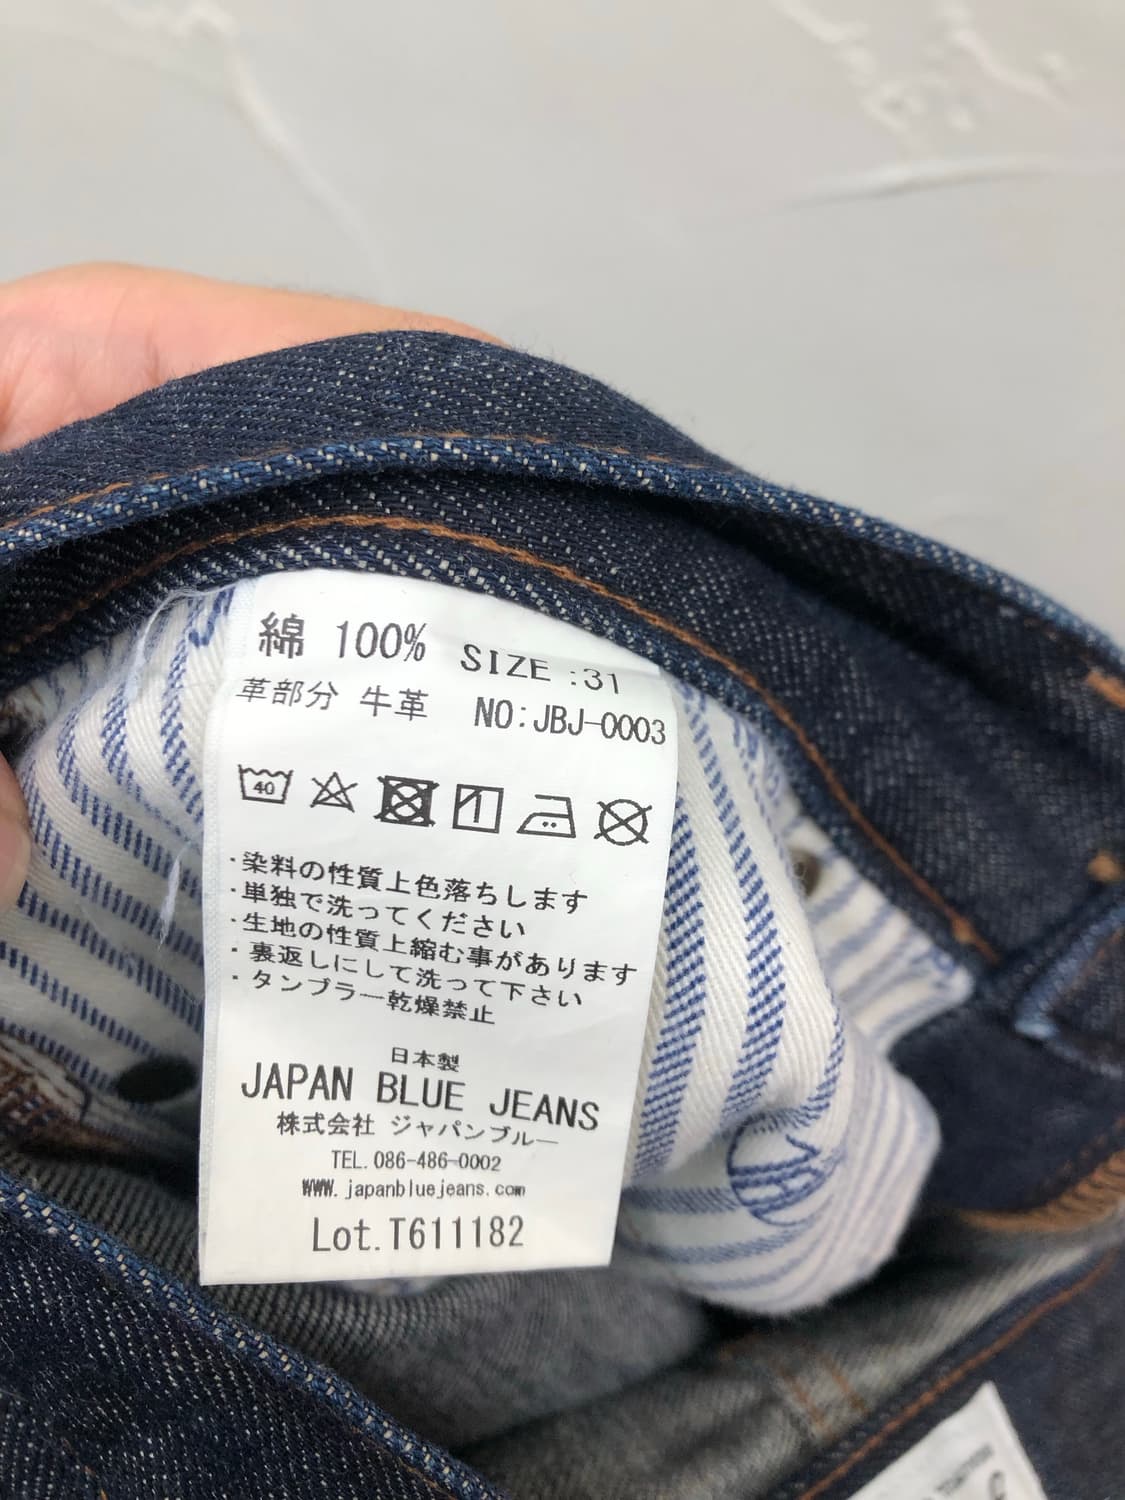 綿 100% SIZE :31
革部分 牛革 NO:JBJ-0003
40
・染料の性質上色落ちします
・単独で洗ってください
・生地の性質上縮む事があります
・裏返しにして洗って下さい
・タンブラー乾燥禁止
日本製
JAPAN BLUE JEANS
株式会社 ジャパンブルー
TEL. 086-486-0002
WWW. japanbluejeans. com
Lot. T611182